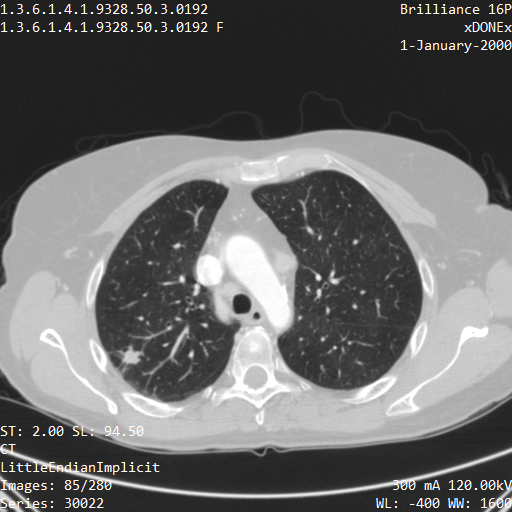 1.3.6.1.4.1.9328.50.3.0192
1.3.6.1.4.1.9328.50.3.0192 F
Brilliance 16P
xDONEx
1-January-2000
ST: 2.00 SL: 94.50
CT
LittleEndianImplicit
Images: 85/280
Series: 30022
300 mA 120.00kV
WL: -400 WW: 1600